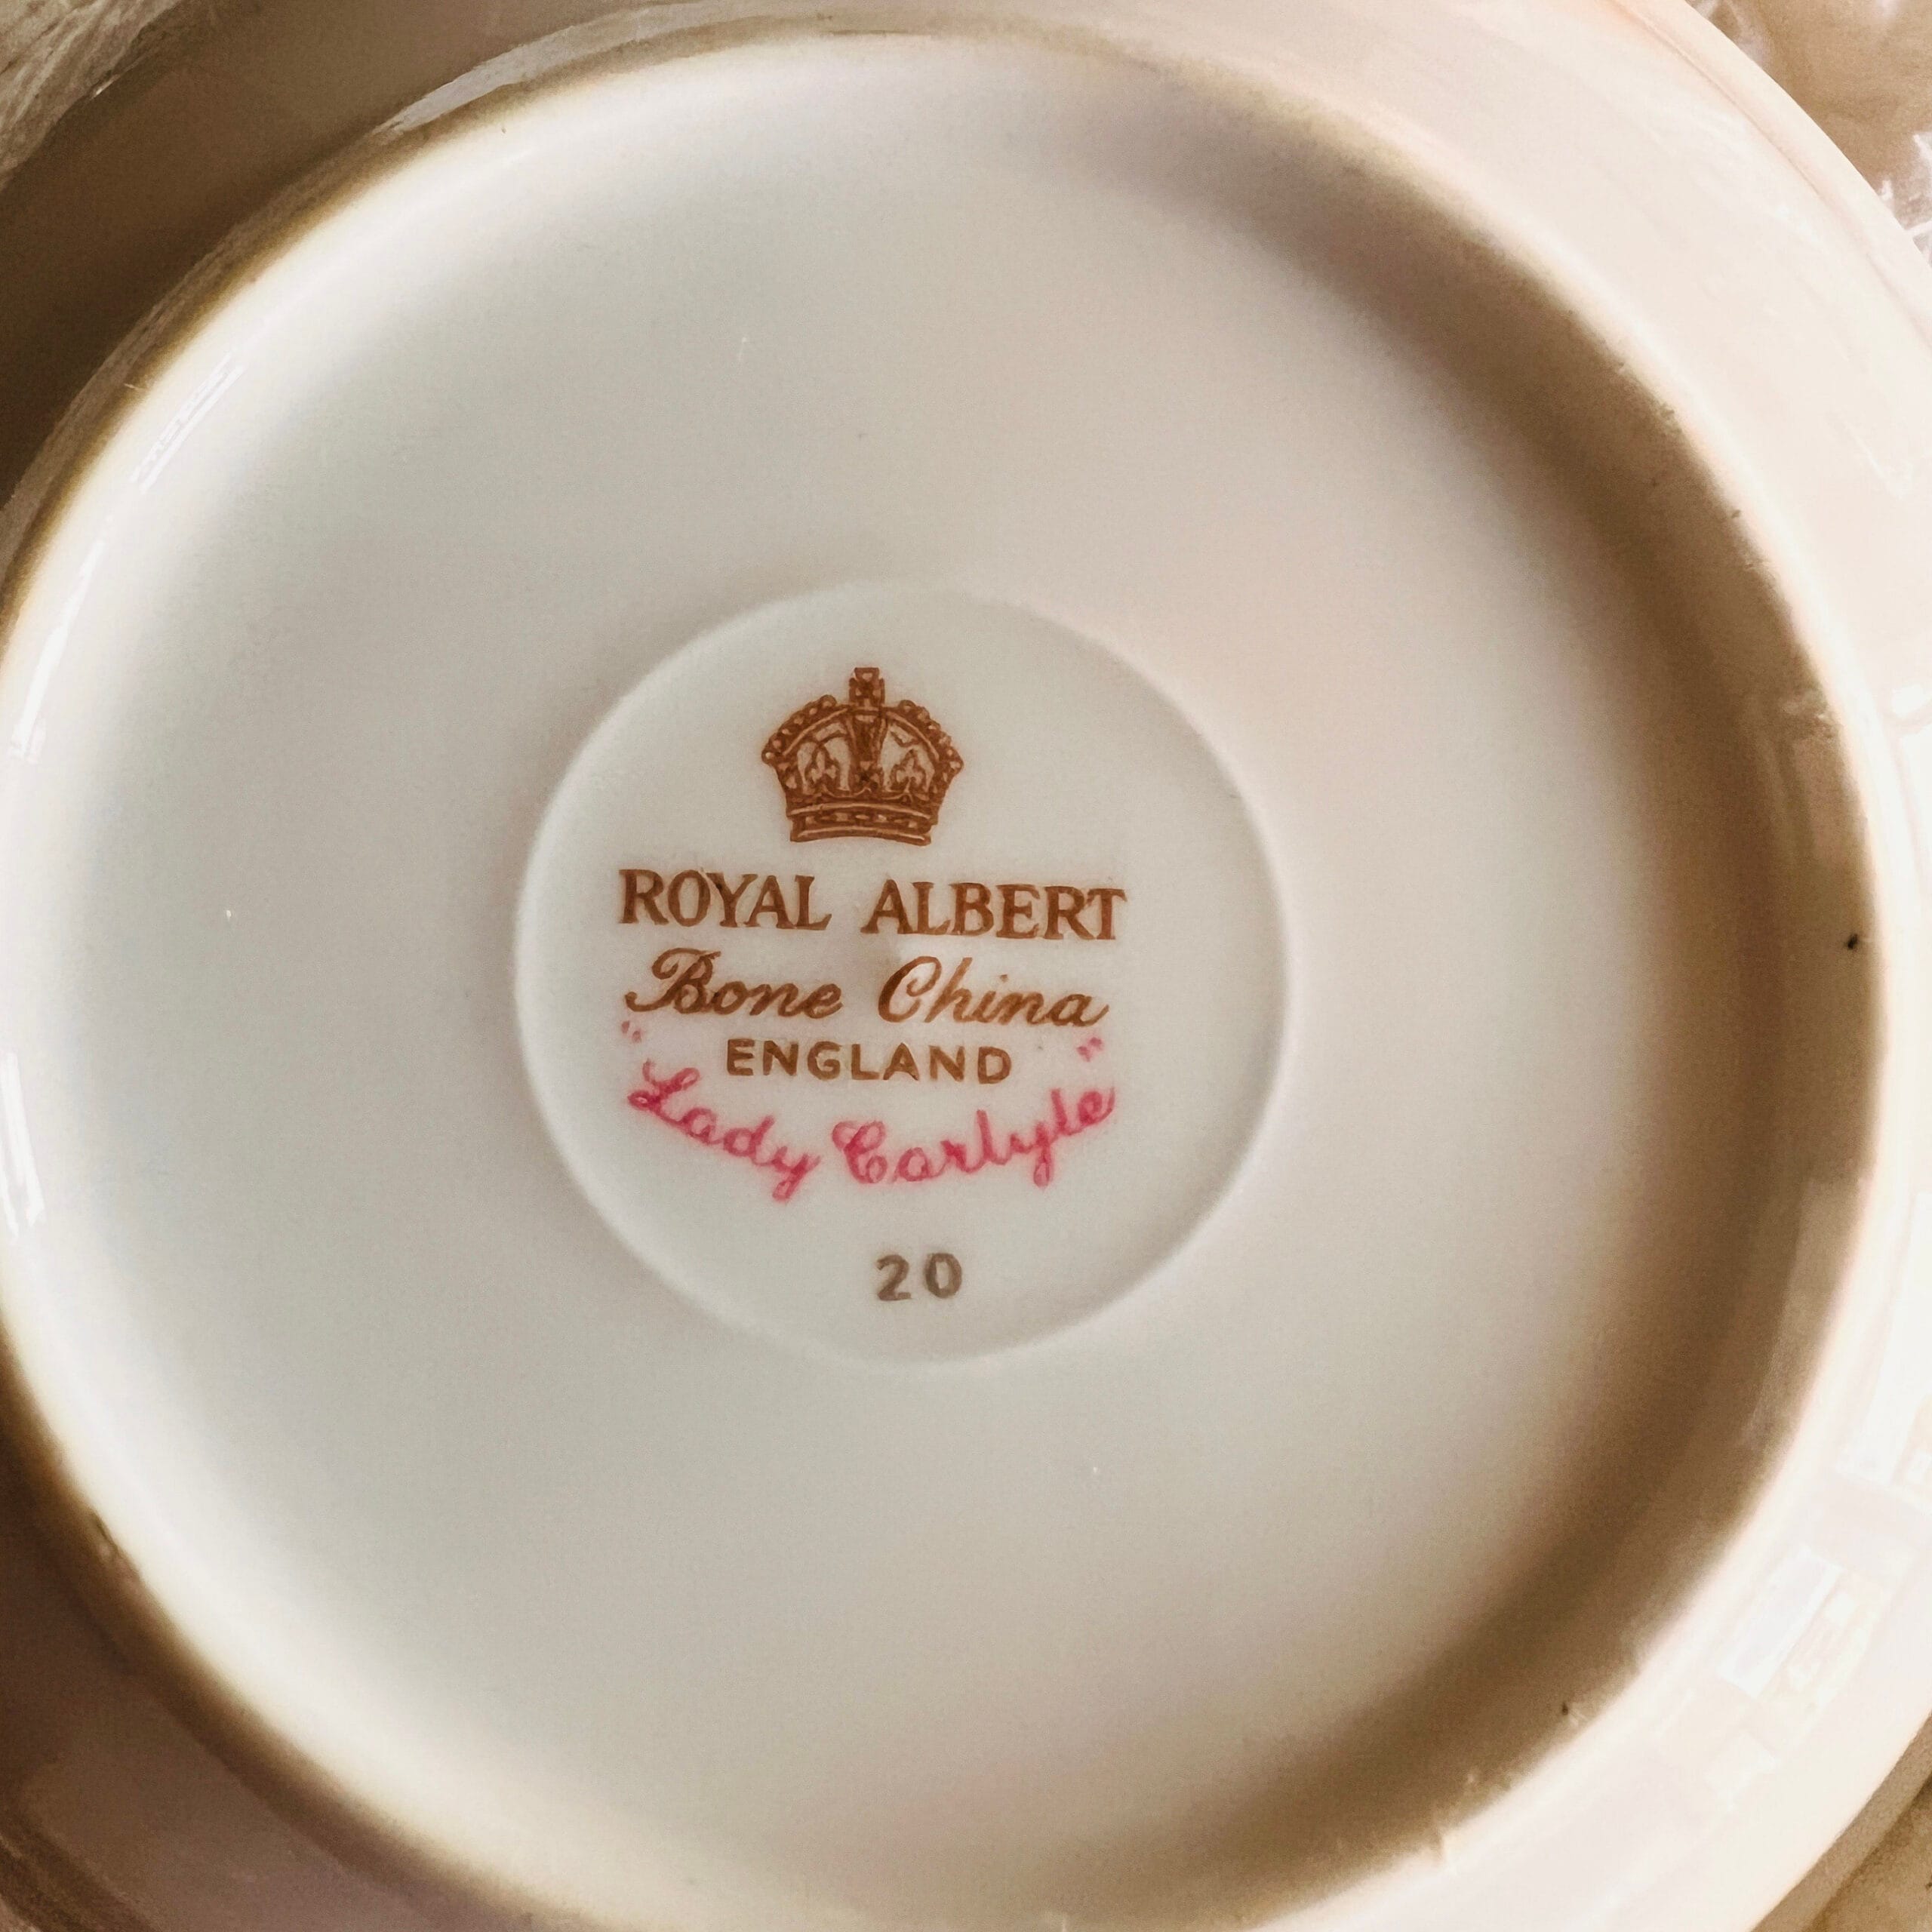 ROYAL ALBERT
Bone China
ENGLAND
"Lady Carlyle"
20